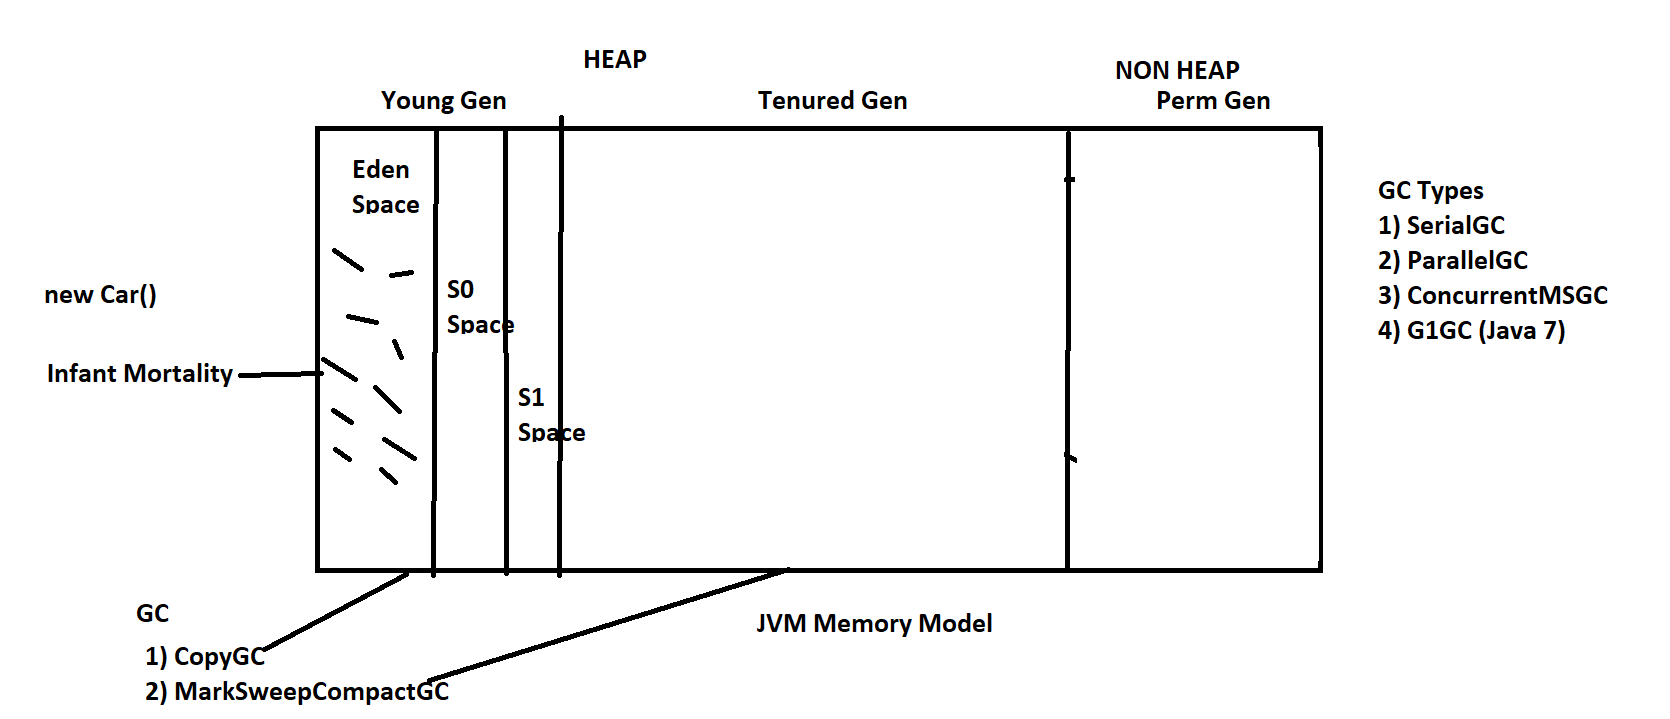 HEAP
NON HEAP
Young Gen
Tenured Gen
Perm Gen
Eden
Space
S0
Space
S1
Space
new Car()
Infant Mortality
GC Types
1) SerialGC
2) ParallelGC
3) ConcurrentMSGC
4) G1GC (Java 7)
GC
1) CopyGC
2) MarkSweepCompactGC
JVM Memory Model